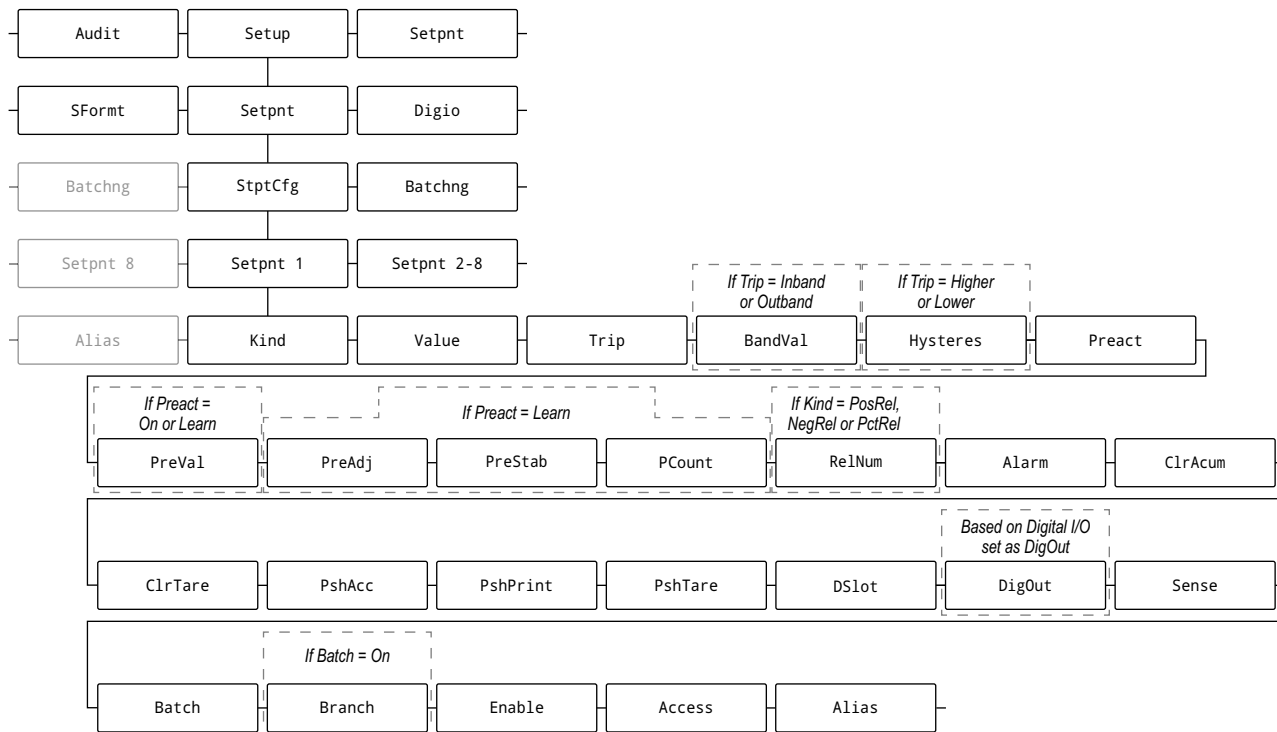 Audit
Setup
Setpnt
SFormt
Setpnt
Digio
Batchng
StptCfg
Batchng
Setpnt 8
Setpnt 1
Setpnt 2-8
If Trip = Inband
or Outband
If Trip = Higher
or Lower
Alias
Kind
Value
Trip
BandVal
Hysteres
Preact
If Preact =
On or Learn
If Preact = Learn
If Kind = PosRel,
NegRel or PctRel
PreVal
PreAdj
PreStab
PCount
RelNum
Alarm
ClrAcum
Based on Digital I/O
set as DigOut
ClrTare
PshAcc
PshPrint
PshTare
DSlot
DigOut
Sense
If Batch = On
Batch
Branch
Enable
Access
Alias